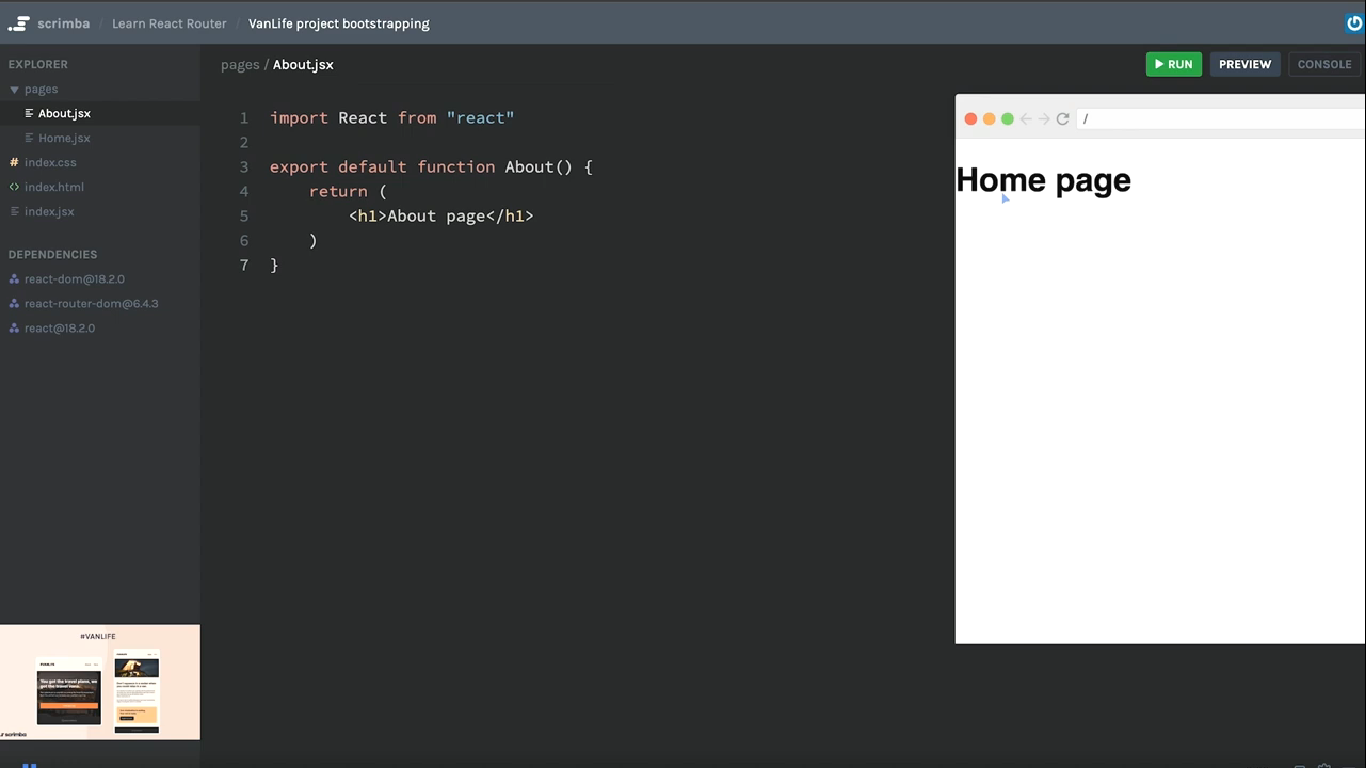 scrimba / Learn React Router / VanLife project bootstrapping
EXPLORER
pages
About.jsx
Home.jsx
# index.css
<> index.html
index.jsx
DEPENDENCIES
react-dom@18.2.0
react-router-dom@6.4.3
react@18.2.0
pages / About.jsx
RUN
PREVIEW
CONSOLE
1 import React from "react"
2
3 export default function About() {
4     return (
5         <h1>About page</h1>
6     )
7 }
/
Home page
#VANLIFE
You got the travel plans, we
got the travel vans.
scrimba